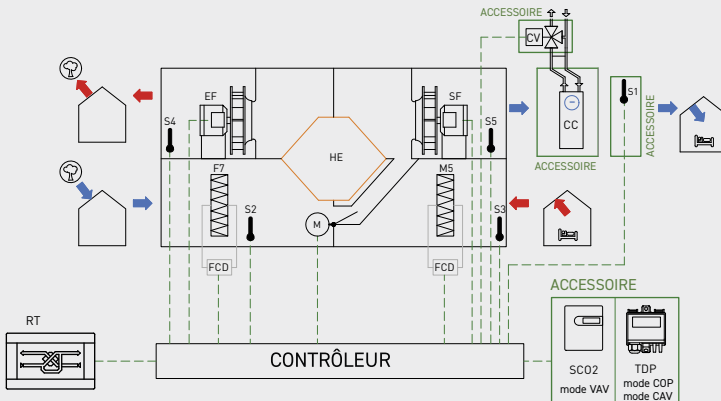 ACCESSOIRE
CV
EF
SF
S4
S5
S1
ACCESSOIRE
CC
HE
ACCESSOIRE
F7
M5
S2
S3
M
FCD
FCD
ACCESSOIRE
RT
CONTRÔLEUR
SCO2
mode VAV
TDP
mode COP
mode CAV